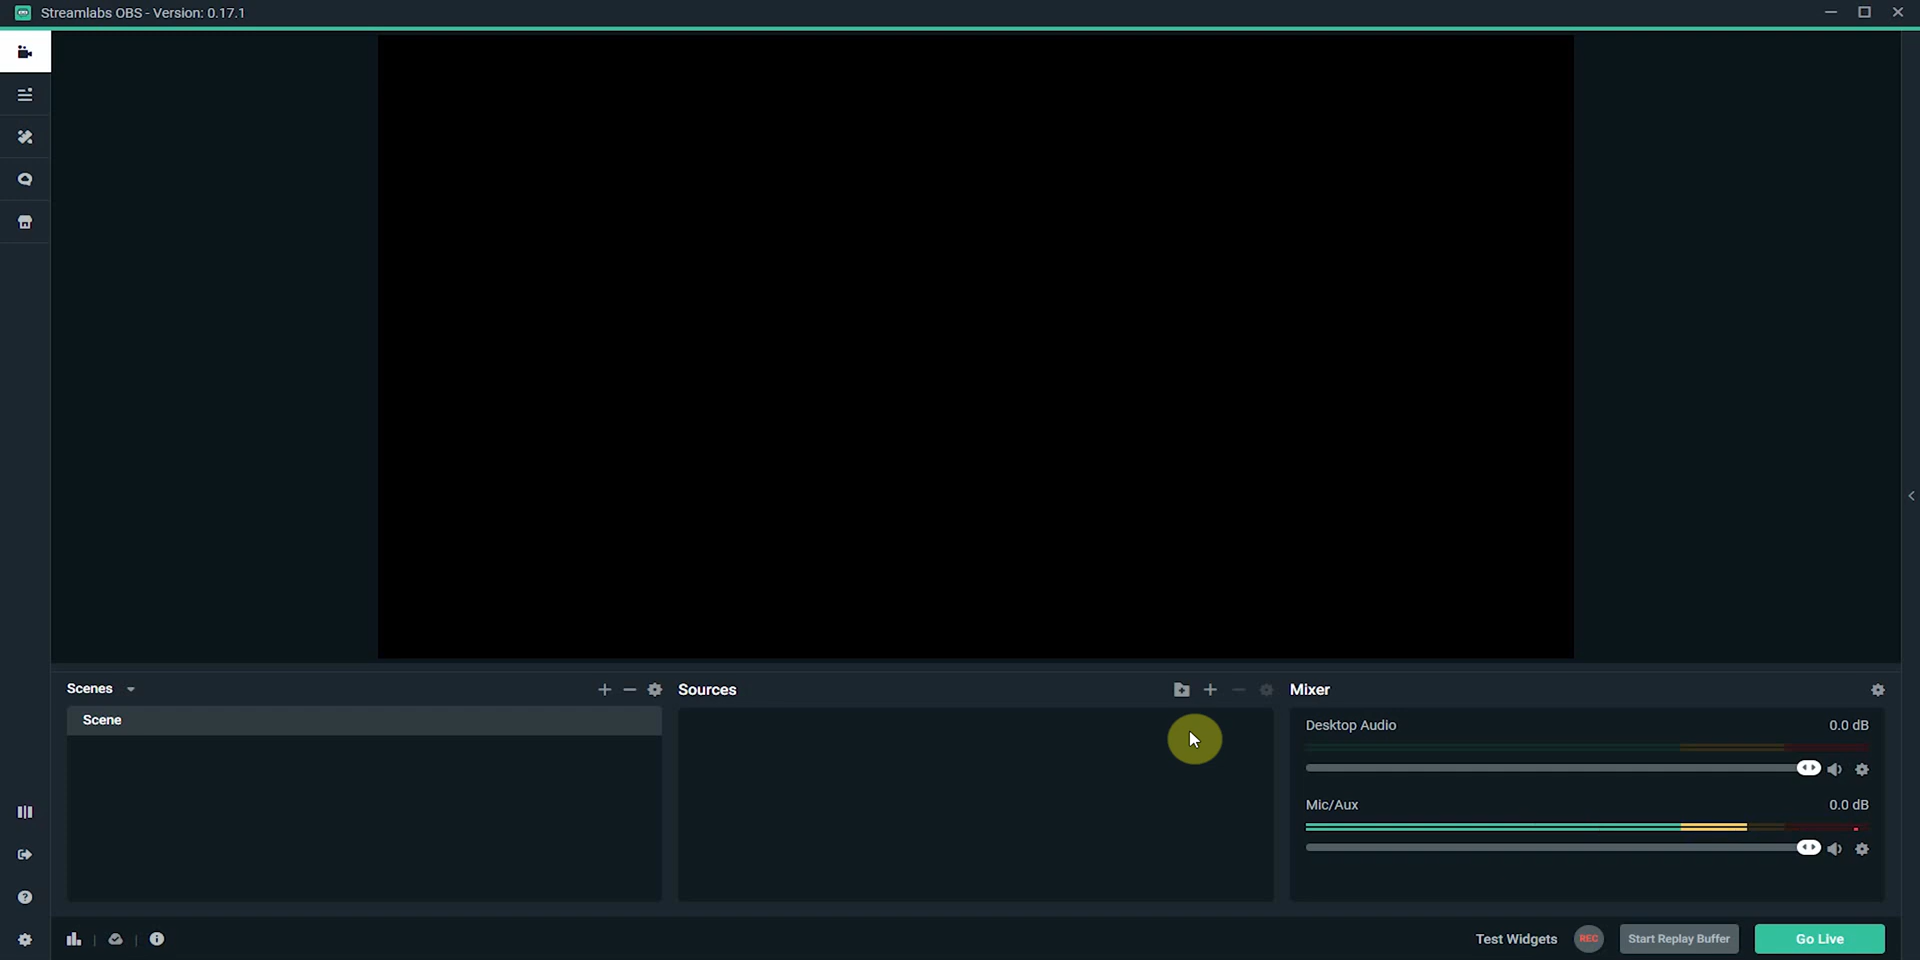 Streamlabs OBS - Version: 0.17.1
Scenes
Sources
Mixer
Scene
Desktop Audio
0.0 dB
Mic/Aux
0.0 dB
Test Widgets
REC
Start Replay Buffer
Go Live